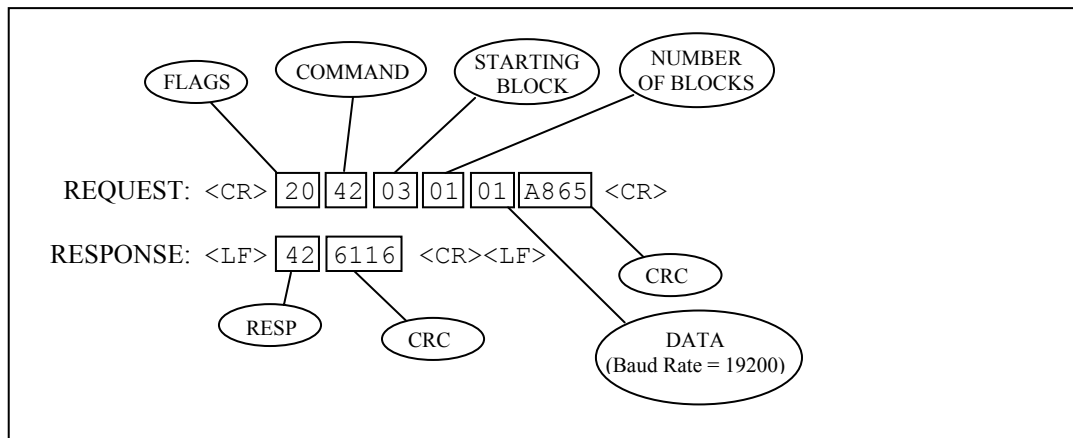 FLAGS
COMMAND
STARTING
BLOCK
NUMBER
OF BLOCKS
REQUEST: <CR> 20 42 03 01 01 A865 <CR>
RESPONSE: <LF> 42 6116 <CR><LF>
RESP
CRC
CRC
DATA
(Baud Rate = 19200)